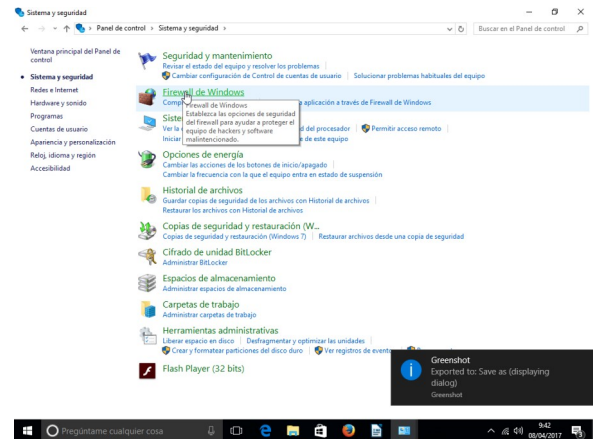 Sistema y seguridad
Panel de control > Sistema y seguridad >
Buscar en el Panel de control
Ventana principal del Panel de
control
Sistema y seguridad
Redes e Internet
Hardware y sonido
Programas
Cuentas de usuario
Apariencia y personalización
Reloj, idioma y región
Accesibilidad
Seguridad y mantenimiento
Revisar el estado del equipo y resolver los problemas
Cambiar configuración de Control de cuentas de usuario
Solucionar problemas habituales del equipo
Firewall de Windows
aplicación a través de Firewall de Windows
Firewall de Windows
Establezca las opciones de seguridad
del firewall para ayudar a proteger el
equipo de hackers y software
malintencionado.
d del procesador
Permitir acceso remoto
Iniciar
e de este equipo
Opciones de energía
Cambiar las acciones de los botones de inicio/apagado
Cambiar la frecuencia con la que el equipo entra en estado de suspensión
Historial de archivos
Guardar copias de seguridad de los archivos con Historial de archivos
Restaurar los archivos con Historial de archivos
Copias de seguridad y restauración (W...
Copias de seguridad y restauración (Windows 7)
Restaurar archivos desde una copia de seguridad
Cifrado de unidad BitLocker
Administrar BitLocker
Espacios de almacenamiento
Administrar espacios de almacenamiento
Carpetas de trabajo
Administrar carpetas de trabajo
Herramientas administrativas
Liberar espacio en disco
Desfragmentar y optimizar las unidades
Crear y formatear particiones del disco duro
Ver registros de evento
Flash Player (32 bits)
Greenshot
Exported to: Save as (displaying
dialog)
Greenshot
Pregúntame cualquier cosa
9:42
08/04/2017